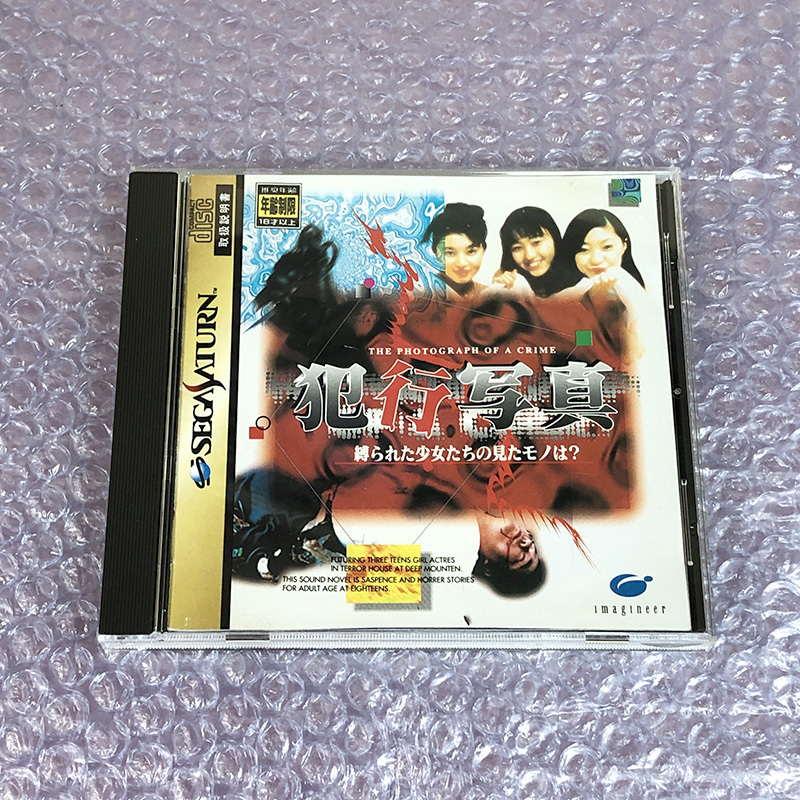 推奨年齢
年齢制限
18才以上
COMPACT
disc
取扱説明書
SEGA SATURN™
THE PHOTOGRAPH OF A CRIME
犯行写真
縛られた少女たちの見たモノは?
FUTURING THREE TEENS GIRL ACTRES
IN TERROR HOUSE AT DEEP MOUNTEN.
THIS SOUND NOVEL IS SASPENCE AND HORRER STORIES
FOR ADULT AGE AT EIGHTEENS.
imagineer